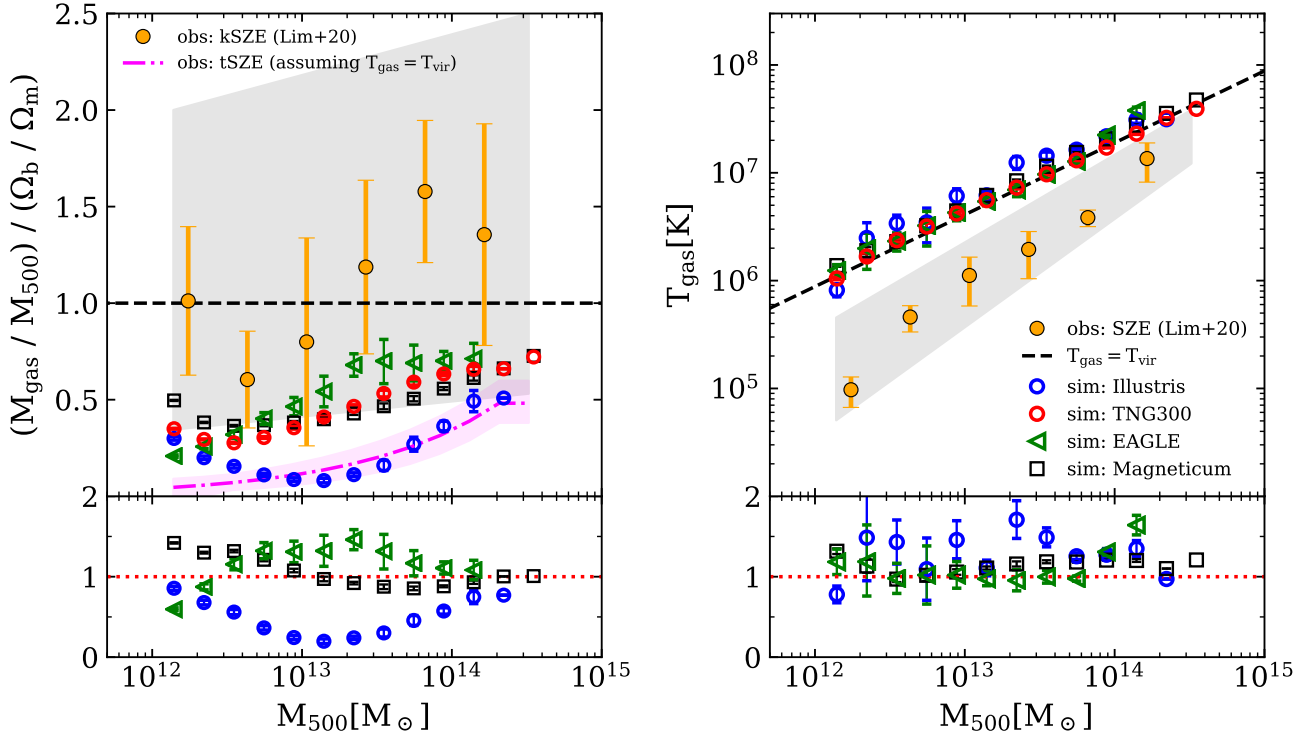 2.5
2.0
1.5
1.0
0.5
2
1
0
(M_gas / M_500) / (Ω_b / Ω_m)
obs: kSZE (Lim+20)
obs: tSZE (assuming T_gas = T_vir)
10^12
10^13
10^14
10^15
M_500[M_⊙]
10^8
10^7
10^6
10^5
2
1
0
T_gas[K]
obs: SZE (Lim+20)
T_gas = T_vir
sim: Illustris
sim: TNG300
sim: EAGLE
sim: Magneticum
10^12
10^13
10^14
10^15
M_500[M_⊙]